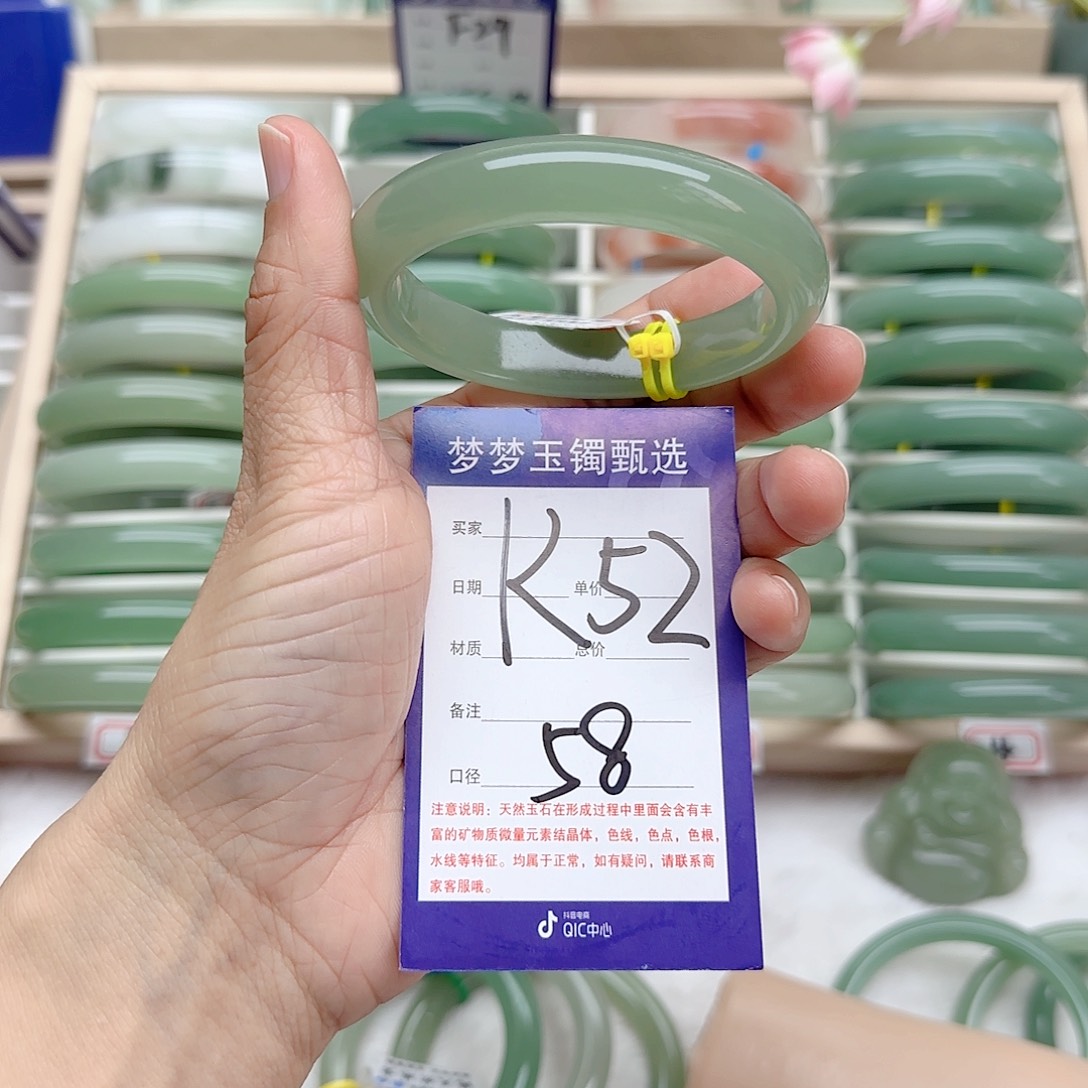 F29
梦梦玉镯甄选
买家
K52
日期 单价
材质 总价
备注
58
口径
注意说明：天然玉石在形成过程中里面会含有丰
富的矿物质微量元素结晶体，色线，色点，色根，
水线等特征。均属于正常，如有疑问，请联系商
家客服哦。
抖音电商
QIC中心